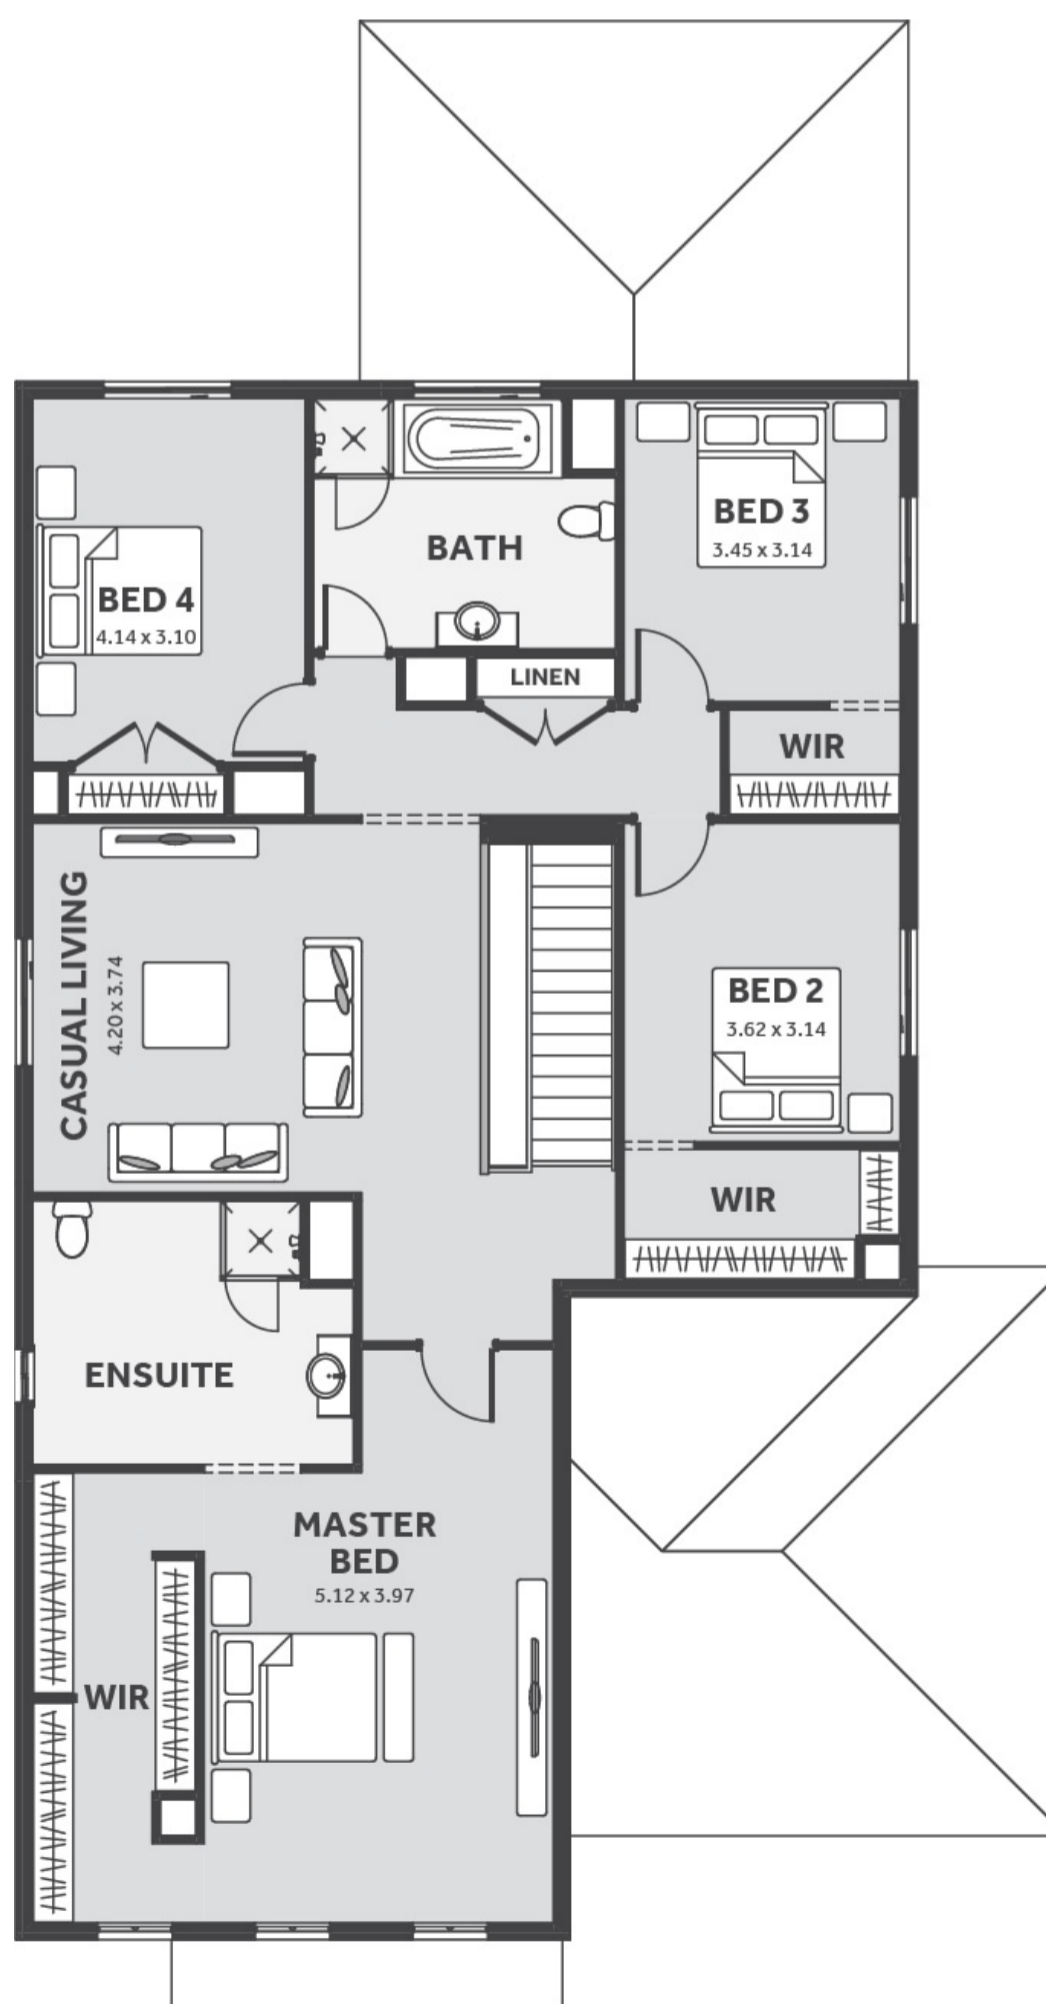 BED 4
4.14 x 3.10
BATH
BED 3
3.45 x 3.14
LINEN
WIR
CASUAL LIVING
4.20 x 3.74
BED 2
3.62 x 3.14
WIR
ENSUITE
MASTER
BED
5.12 x 3.97
WIR